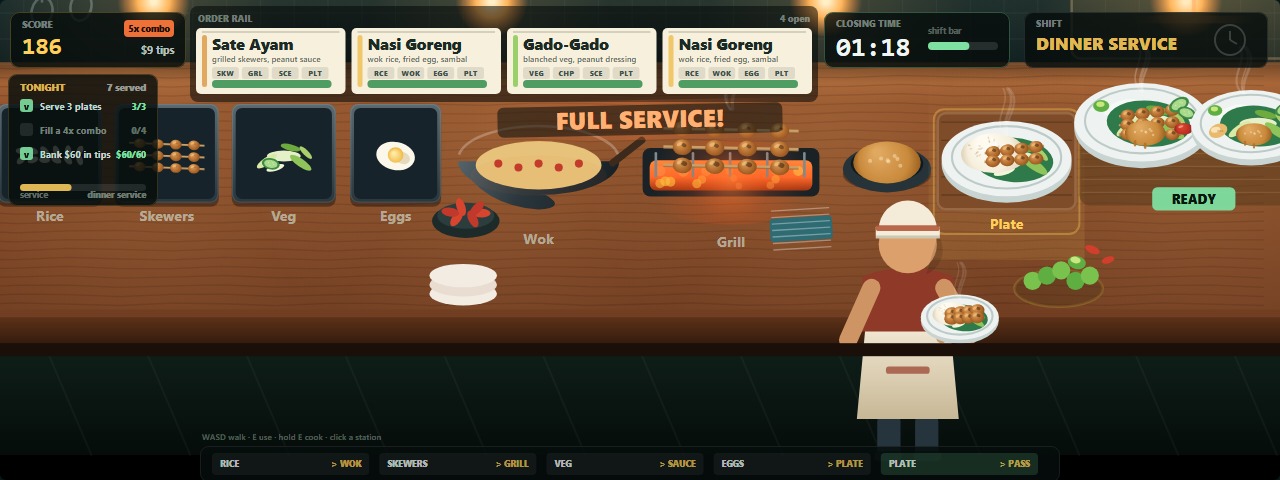 SCORE
5x combo
186
$9 tips
ORDER RAIL
4 open
Sate Ayam
grilled skewers, peanut sauce
SKW GRL SCE PLT
Nasi Goreng
wok rice, fried egg, sambal
RCE WOK EGG PLT
Gado-Gado
blanched veg, peanut dressing
VEG CHP SCE PLT
Nasi Goreng
wok rice, fried egg, sambal
RCE WOK EGG PLT
CLOSING TIME
01:18
shift bar
SHIFT
DINNER SERVICE
TONIGHT
7 served
v Serve 3 plates 3/3
Fill a 4x combo 0/4
v Bank $60 in tips $60/60
service
dinner service
FULL SERVICE!
Rice
Skewers
Veg
Eggs
Wok
Grill
Plate
READY
WASD walk · E use · hold E cook · click a station
RICE > WOK
SKEWERS > GRILL
VEG > SAUCE
EGGS > PLATE
PLATE > PASS